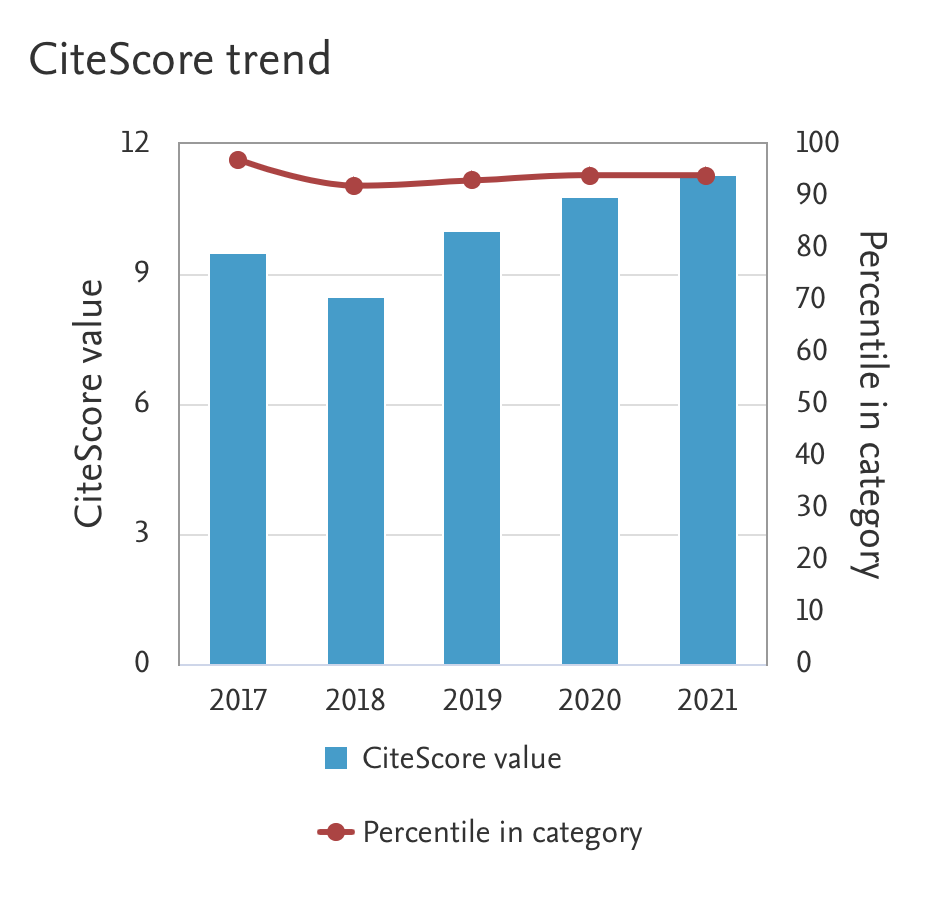 CiteScore trend
12
9
6
3
0
CiteScore value
100
90
80
70
60
50
40
30
20
10
0
Percentile in category
2017 2018 2019 2020 2021
CiteScore value
Percentile in category